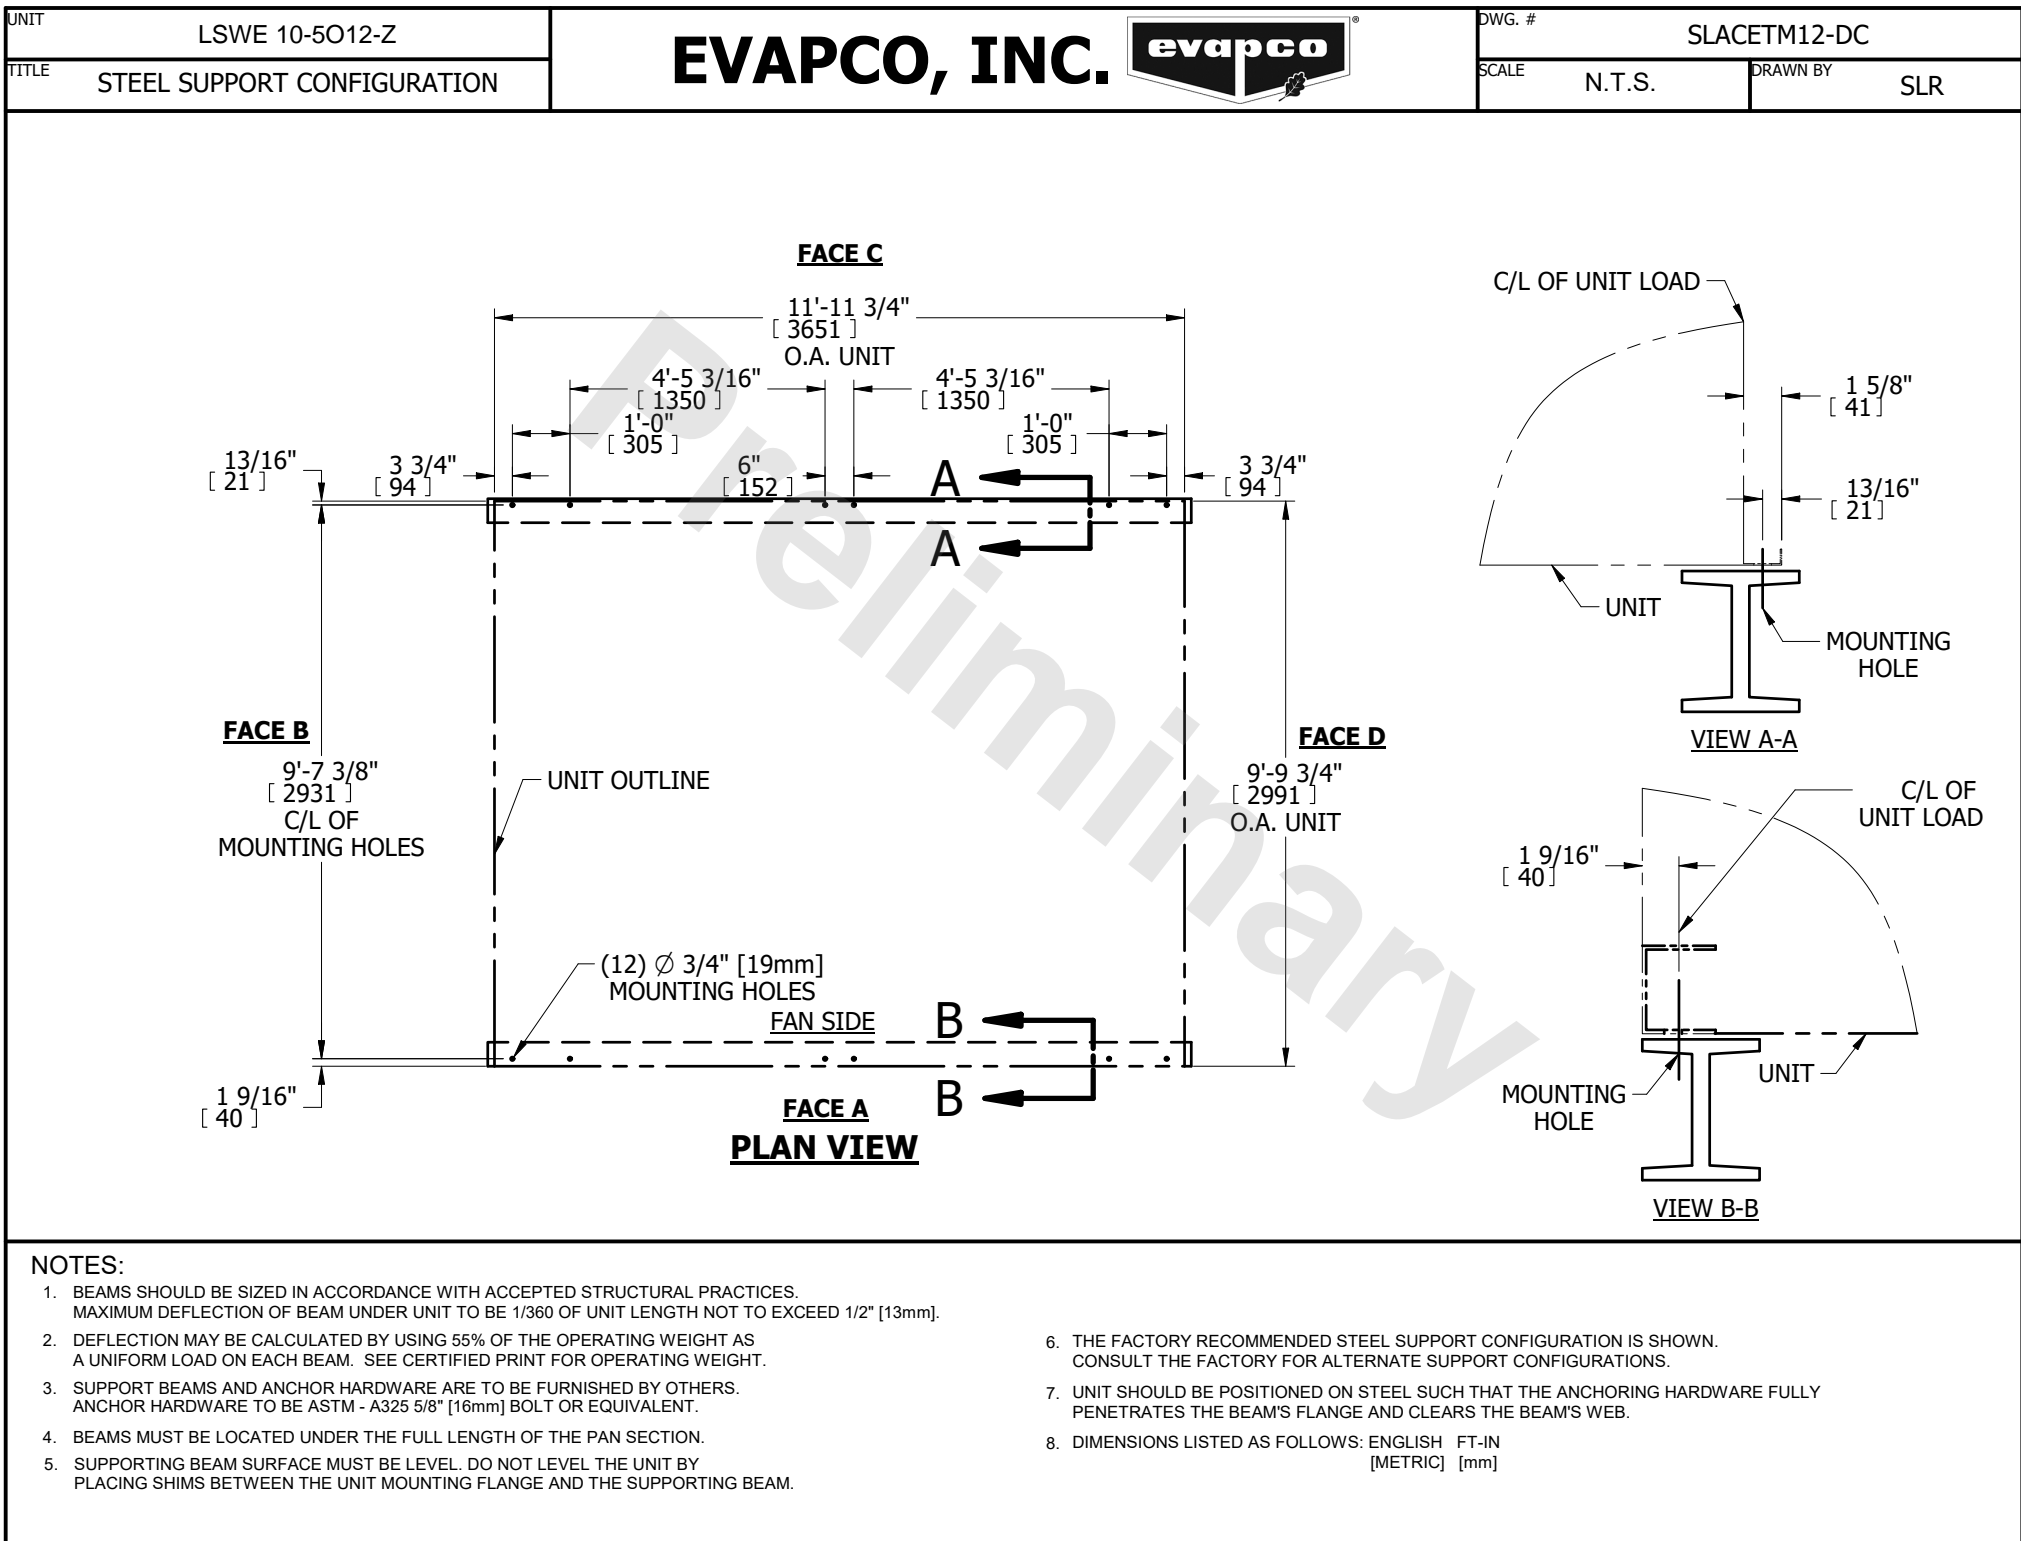 UNIT
LSWE 10-5O12-Z
TITLE
STEEL SUPPORT CONFIGURATION
EVAPCO, INC.
evapco
®
DWG. #
SLACETM12-DC
SCALE
N.T.S.
DRAWN BY
SLR
Preliminary
FACE C
11'-11 3/4"
[ 3651 ]
O.A. UNIT
4'-5 3/16"
[ 1350 ]
4'-5 3/16"
[ 1350 ]
1'-0"
[ 305 ]
1'-0"
[ 305 ]
13/16"
[ 21 ]
3 3/4"
[ 94 ]
6"
[ 152 ]
A
3 3/4"
[ 94 ]
A
FACE B
9'-7 3/8"
[ 2931 ]
C/L OF
MOUNTING HOLES
UNIT OUTLINE
FACE D
9'-9 3/4"
[ 2991 ]
O.A. UNIT
(12) Ø 3/4" [19mm]
MOUNTING HOLES
FAN SIDE
B
B
1 9/16"
[ 40 ]
FACE A
PLAN VIEW
C/L OF UNIT LOAD
1 5/8"
[ 41 ]
13/16"
[ 21 ]
UNIT
MOUNTING
HOLE
VIEW A-A
C/L OF
UNIT LOAD
1 9/16"
[ 40 ]
UNIT
MOUNTING
HOLE
VIEW B-B
NOTES:
1. BEAMS SHOULD BE SIZED IN ACCORDANCE WITH ACCEPTED STRUCTURAL PRACTICES.
MAXIMUM DEFLECTION OF BEAM UNDER UNIT TO BE 1/360 OF UNIT LENGTH NOT TO EXCEED 1/2" [13mm].
2. DEFLECTION MAY BE CALCULATED BY USING 55% OF THE OPERATING WEIGHT AS
A UNIFORM LOAD ON EACH BEAM. SEE CERTIFIED PRINT FOR OPERATING WEIGHT.
3. SUPPORT BEAMS AND ANCHOR HARDWARE ARE TO BE FURNISHED BY OTHERS.
ANCHOR HARDWARE TO BE ASTM - A325 5/8" [16mm] BOLT OR EQUIVALENT.
4. BEAMS MUST BE LOCATED UNDER THE FULL LENGTH OF THE PAN SECTION.
5. SUPPORTING BEAM SURFACE MUST BE LEVEL. DO NOT LEVEL THE UNIT BY
PLACING SHIMS BETWEEN THE UNIT MOUNTING FLANGE AND THE SUPPORTING BEAM.
6. THE FACTORY RECOMMENDED STEEL SUPPORT CONFIGURATION IS SHOWN.
CONSULT THE FACTORY FOR ALTERNATE SUPPORT CONFIGURATIONS.
7. UNIT SHOULD BE POSITIONED ON STEEL SUCH THAT THE ANCHORING HARDWARE FULLY
PENETRATES THE BEAM'S FLANGE AND CLEARS THE BEAM'S WEB.
8. DIMENSIONS LISTED AS FOLLOWS: ENGLISH FT-IN
[METRIC] [mm]